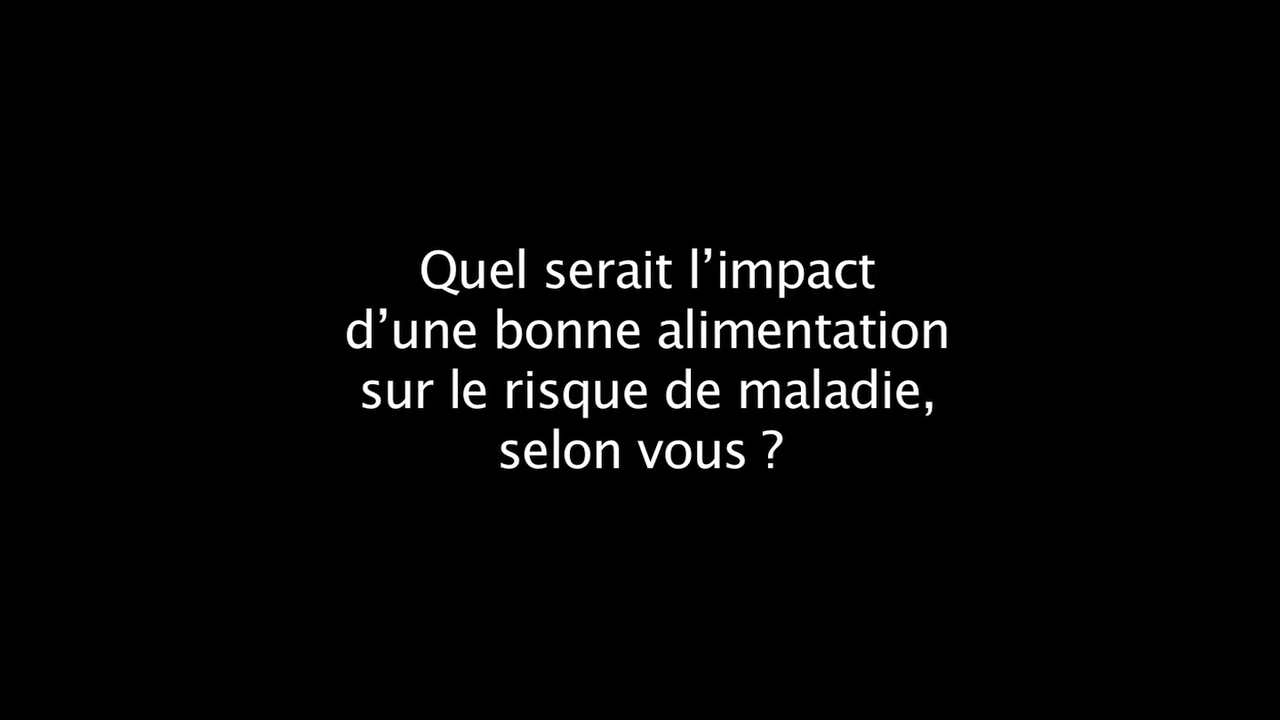 Quel serait l’impact
d’une bonne alimentation
sur le risque de maladie,
selon vous ?